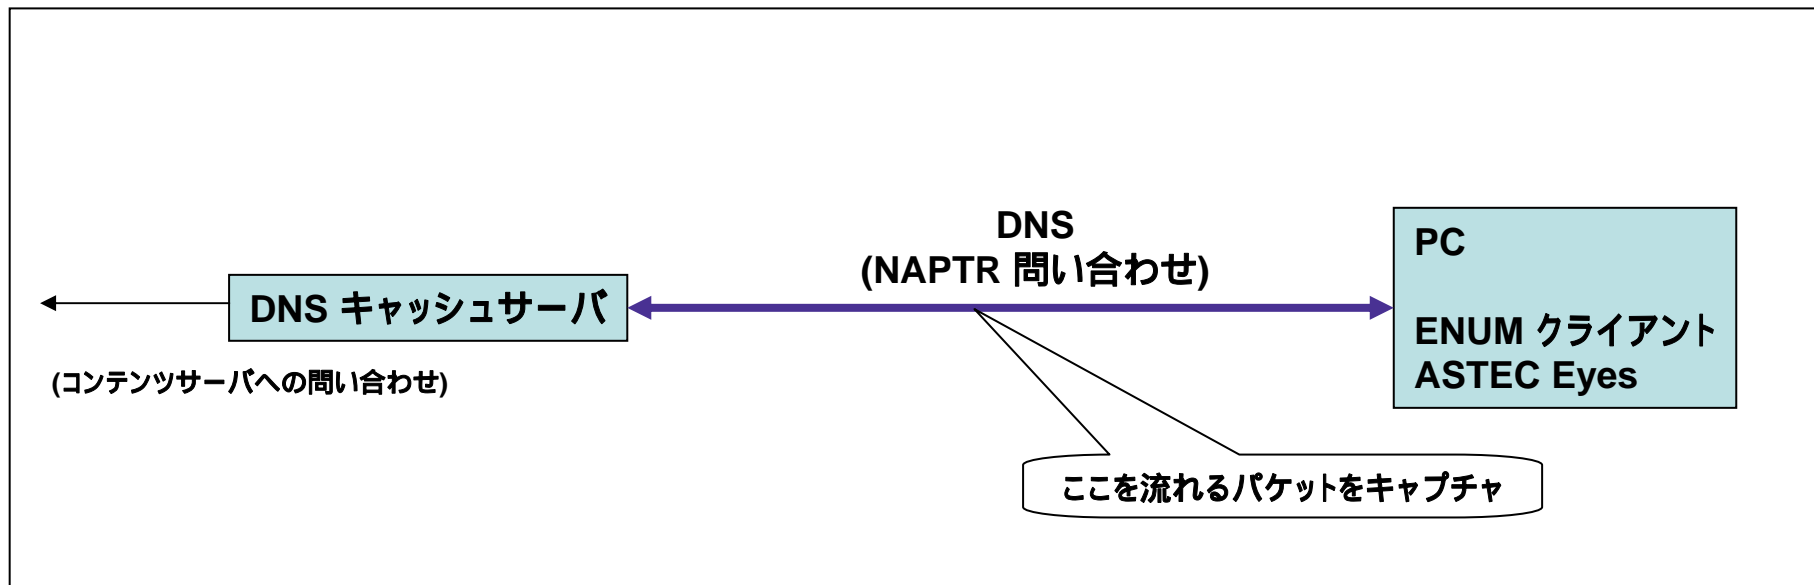 DNS
(NAPTR 問い合わせ)
PC
ENUM クライアント
ASTEC Eyes
DNS キャッシュサーバ
(コンテンツサーバへの問い合わせ)
ここを流れるパケットをキャプチャ